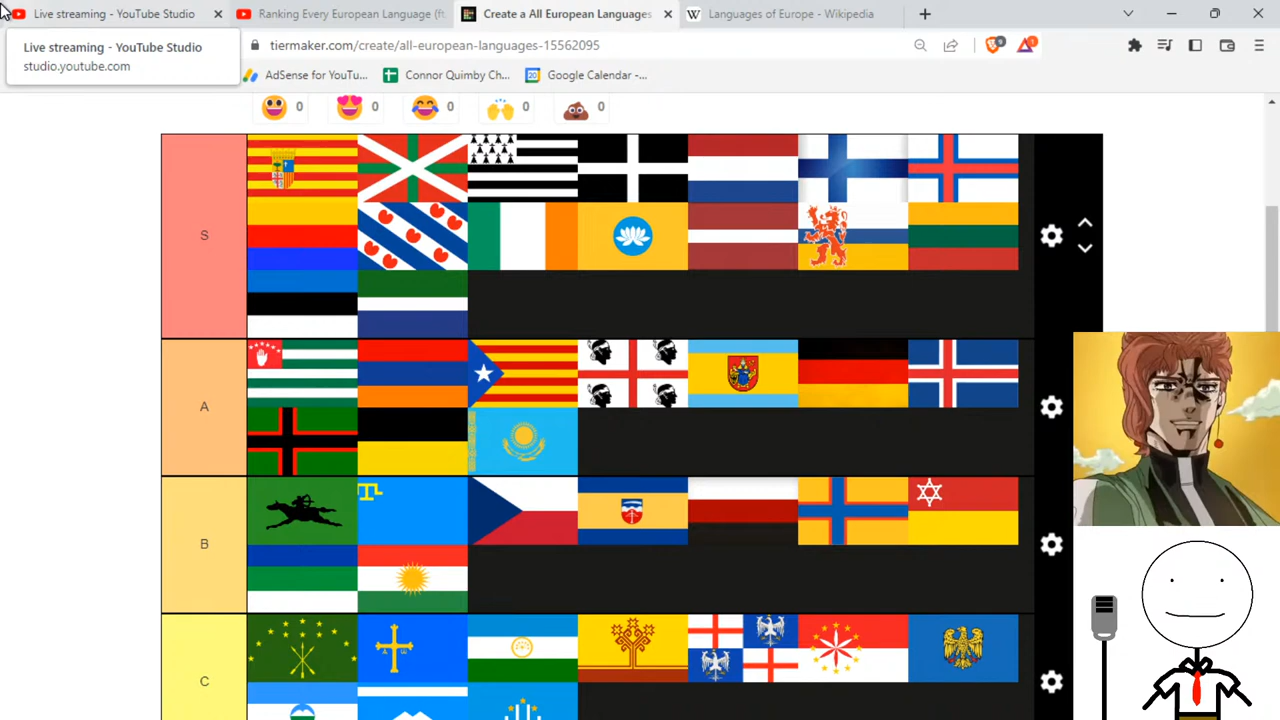 Live streaming - YouTube Studio
Ranking Every European Language (ft.
Create a All European Languages
Languages of Europe - Wikipedia
Live streaming - YouTube Studio
studio.youtube.com
tiermaker.com/create/all-european-languages-15562095
9
1
AdSense for YouTu...
Connor Quimby Ch...
Google Calendar -...
0
0
0
0
0
S
A
B
C